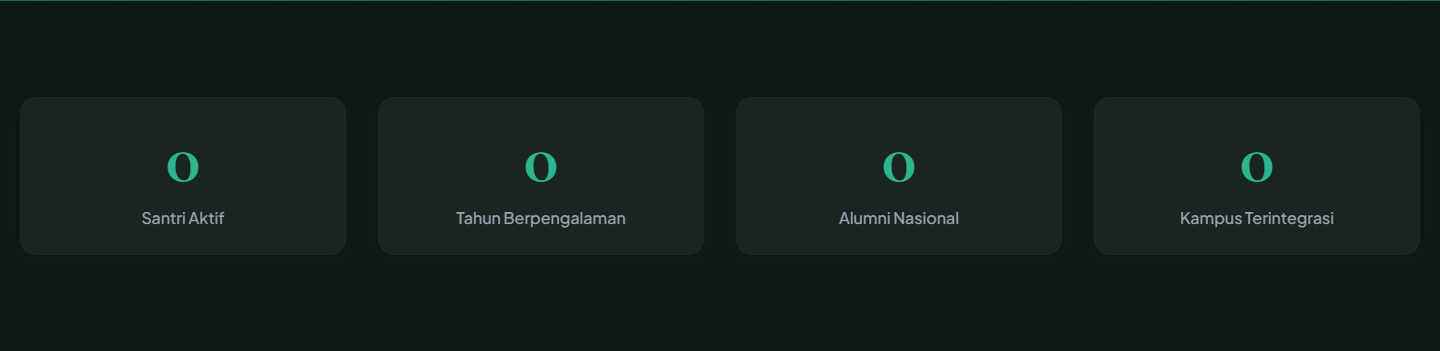 0
Santri Aktif
0
Tahun Berpengalaman
0
Alumni Nasional
0
Kampus Terintegrasi